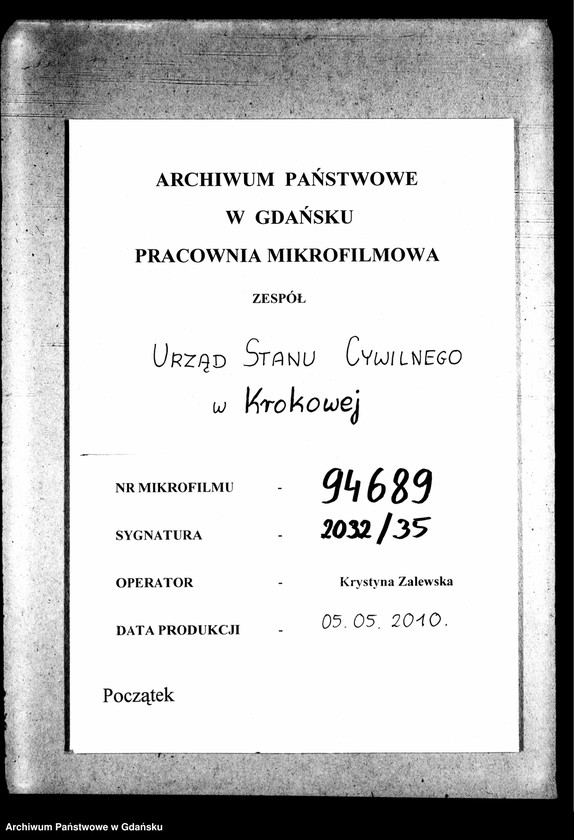 ARCHIWUM PAŃSTWOWE
W GDAŃSKU
PRACOWNIA MIKROFILMOWA
ZESPÓŁ
URZĄD STANU CYWILNEGO
w Krokowej
NR MIKROFILMU - 94689
SYGNATURA - 2032/35
OPERATOR - Krystyna Zalewska
DATA PRODUKCJI - 05.05.2010.
Początek
Archiwum Państwowe w Gdańsku